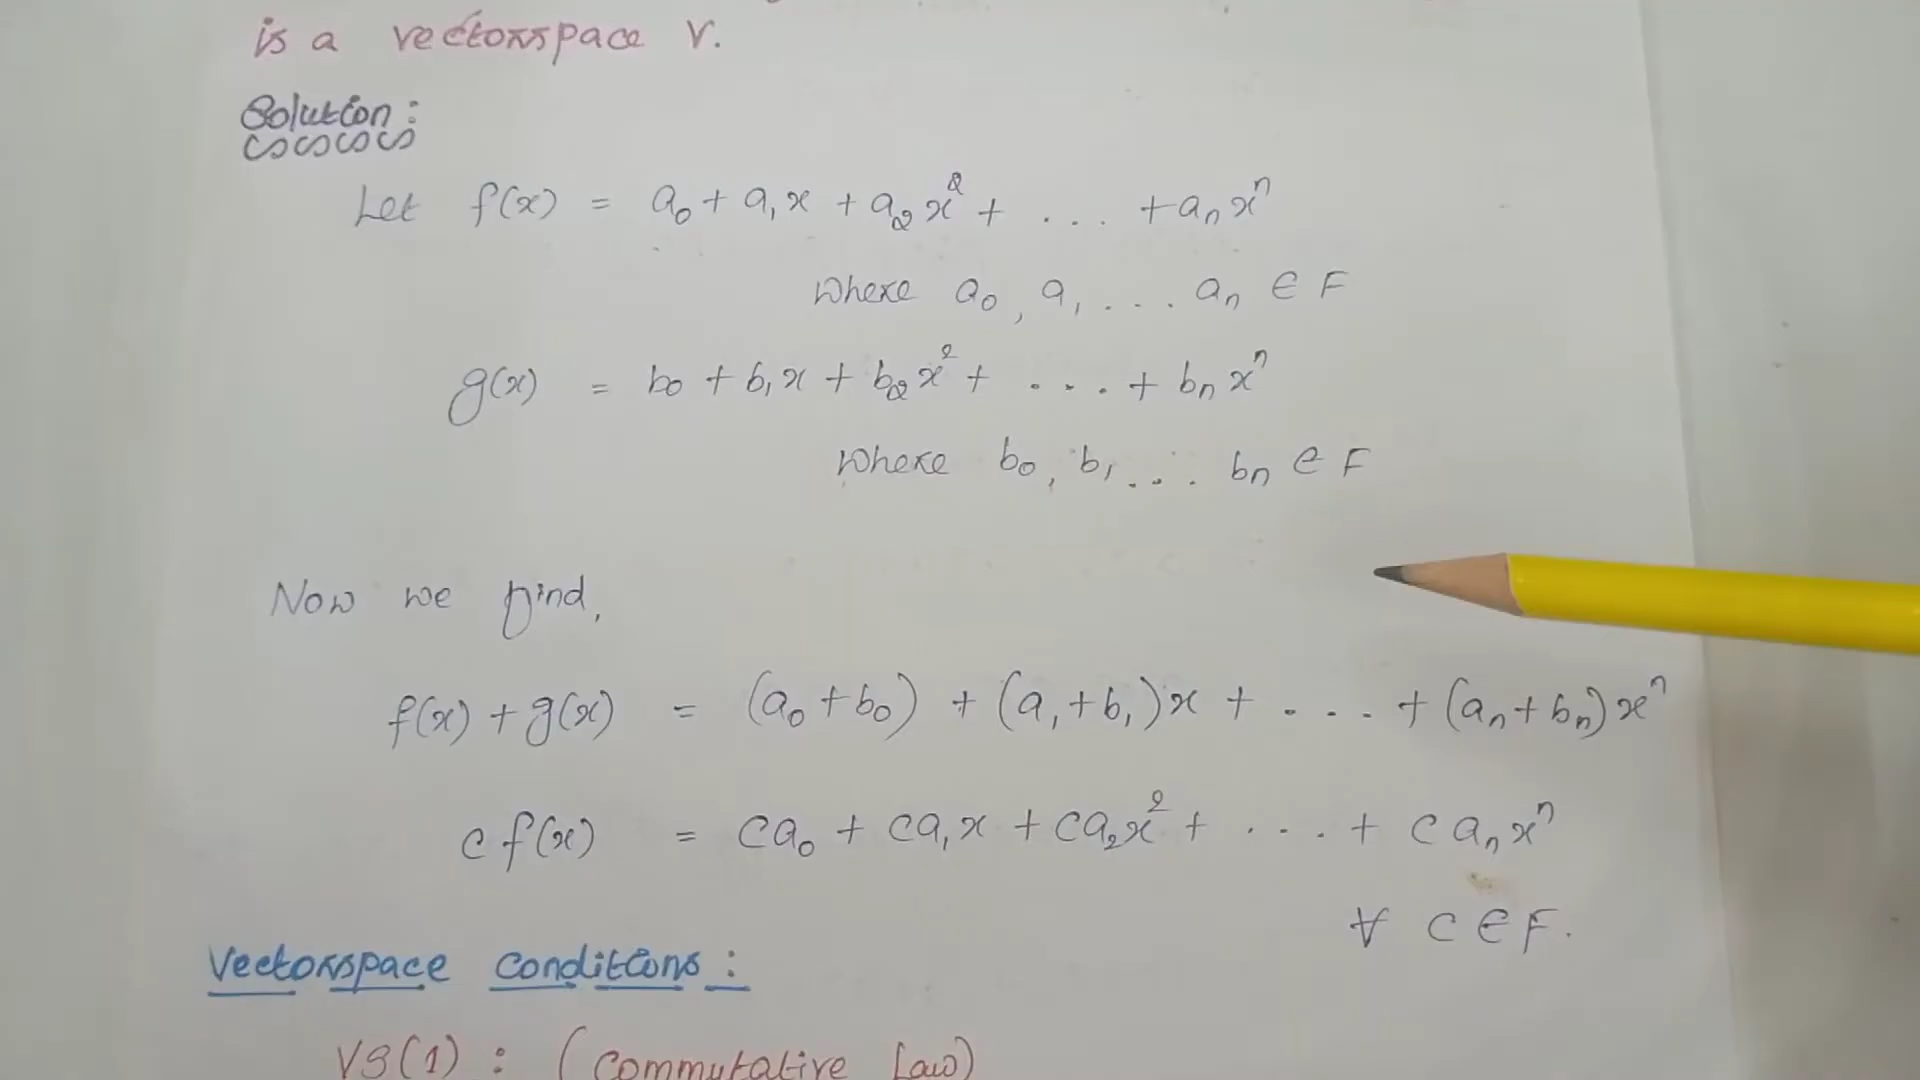 is a vectorspace V.
Solution:
Let f(x) = a₀ + a₁x + a₂x² + ... + aₙxⁿ
where a₀, a₁ ... aₙ ∈ F
g(x) = b₀ + b₁x + b₂x² + ... + bₙxⁿ
where b₀, b₁ ... bₙ ∈ F
Now we find,
f(x) + g(x) = (a₀ + b₀) + (a₁ + b₁)x + ... + (aₙ + bₙ)xⁿ
c f(x) = ca₀ + ca₁x + ca₂x² + ... + c aₙxⁿ
∀ c ∈ F.
Vectorspace conditions :
VS(1) : (Commutative Law)